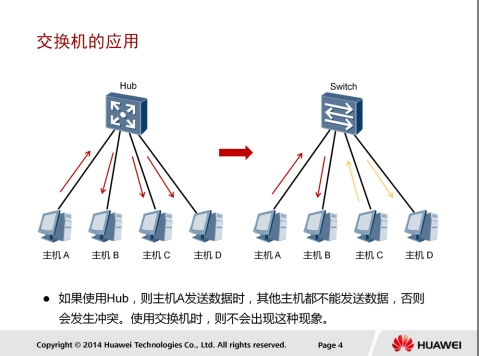 交换机的应用
Hub
Switch
主机 A
主机 B
主机 C
主机 D
主机 A
主机 B
主机 C
主机 D
● 如果使用Hub，则主机A发送数据时，其他主机都不能发送数据，否则
会发生冲突。使用交换机时，则不会出现这种现象。
Copyright © 2014 Huawei Technologies Co., Ltd. All rights reserved.
Page 4
HUAWEI